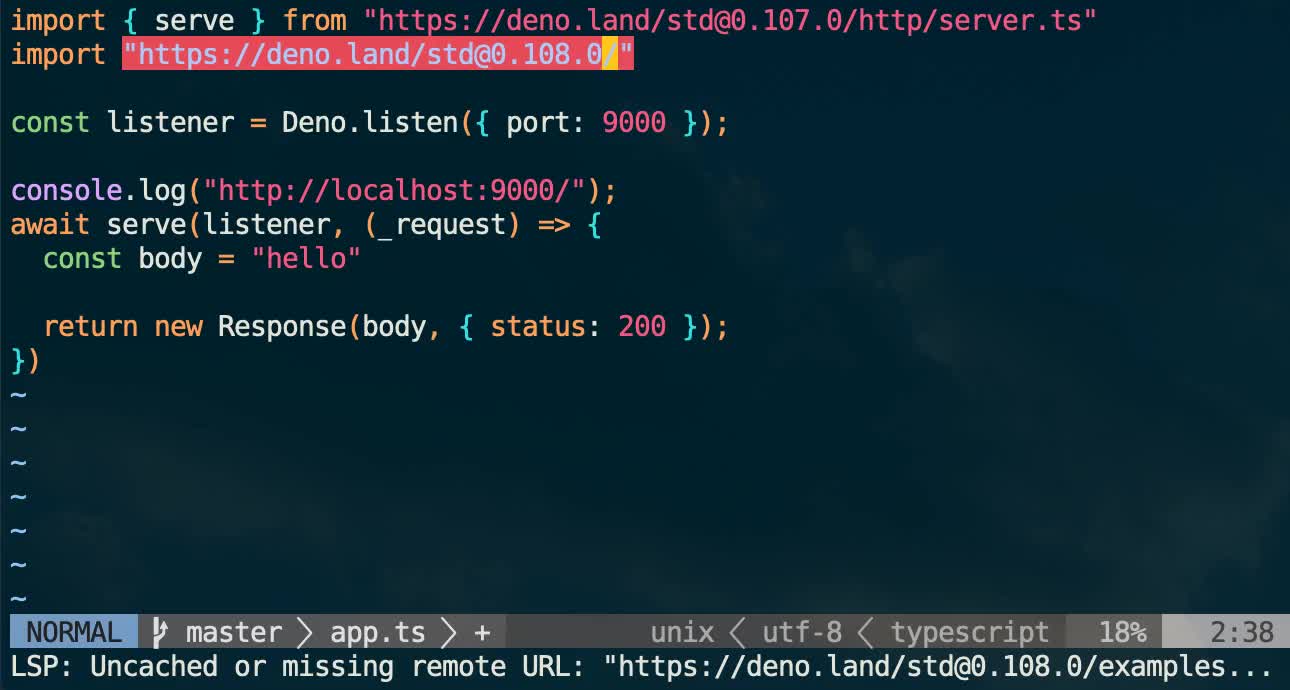 import { serve } from "https://deno.land/std@0.107.0/http/server.ts"
import "https://deno.land/std@0.108.0/"

const listener = Deno.listen({ port: 9000 });

console.log("http://localhost:9000/");
await serve(listener, (_request) => {
  const body = "hello"

  return new Response(body, { status: 200 });
})
~
~
~
~
~
~
~
NORMAL master > app.ts > + unix < utf-8 < typescript 18% 2:38
LSP: Uncached or missing remote URL: "https://deno.land/std@0.108.0/examples...